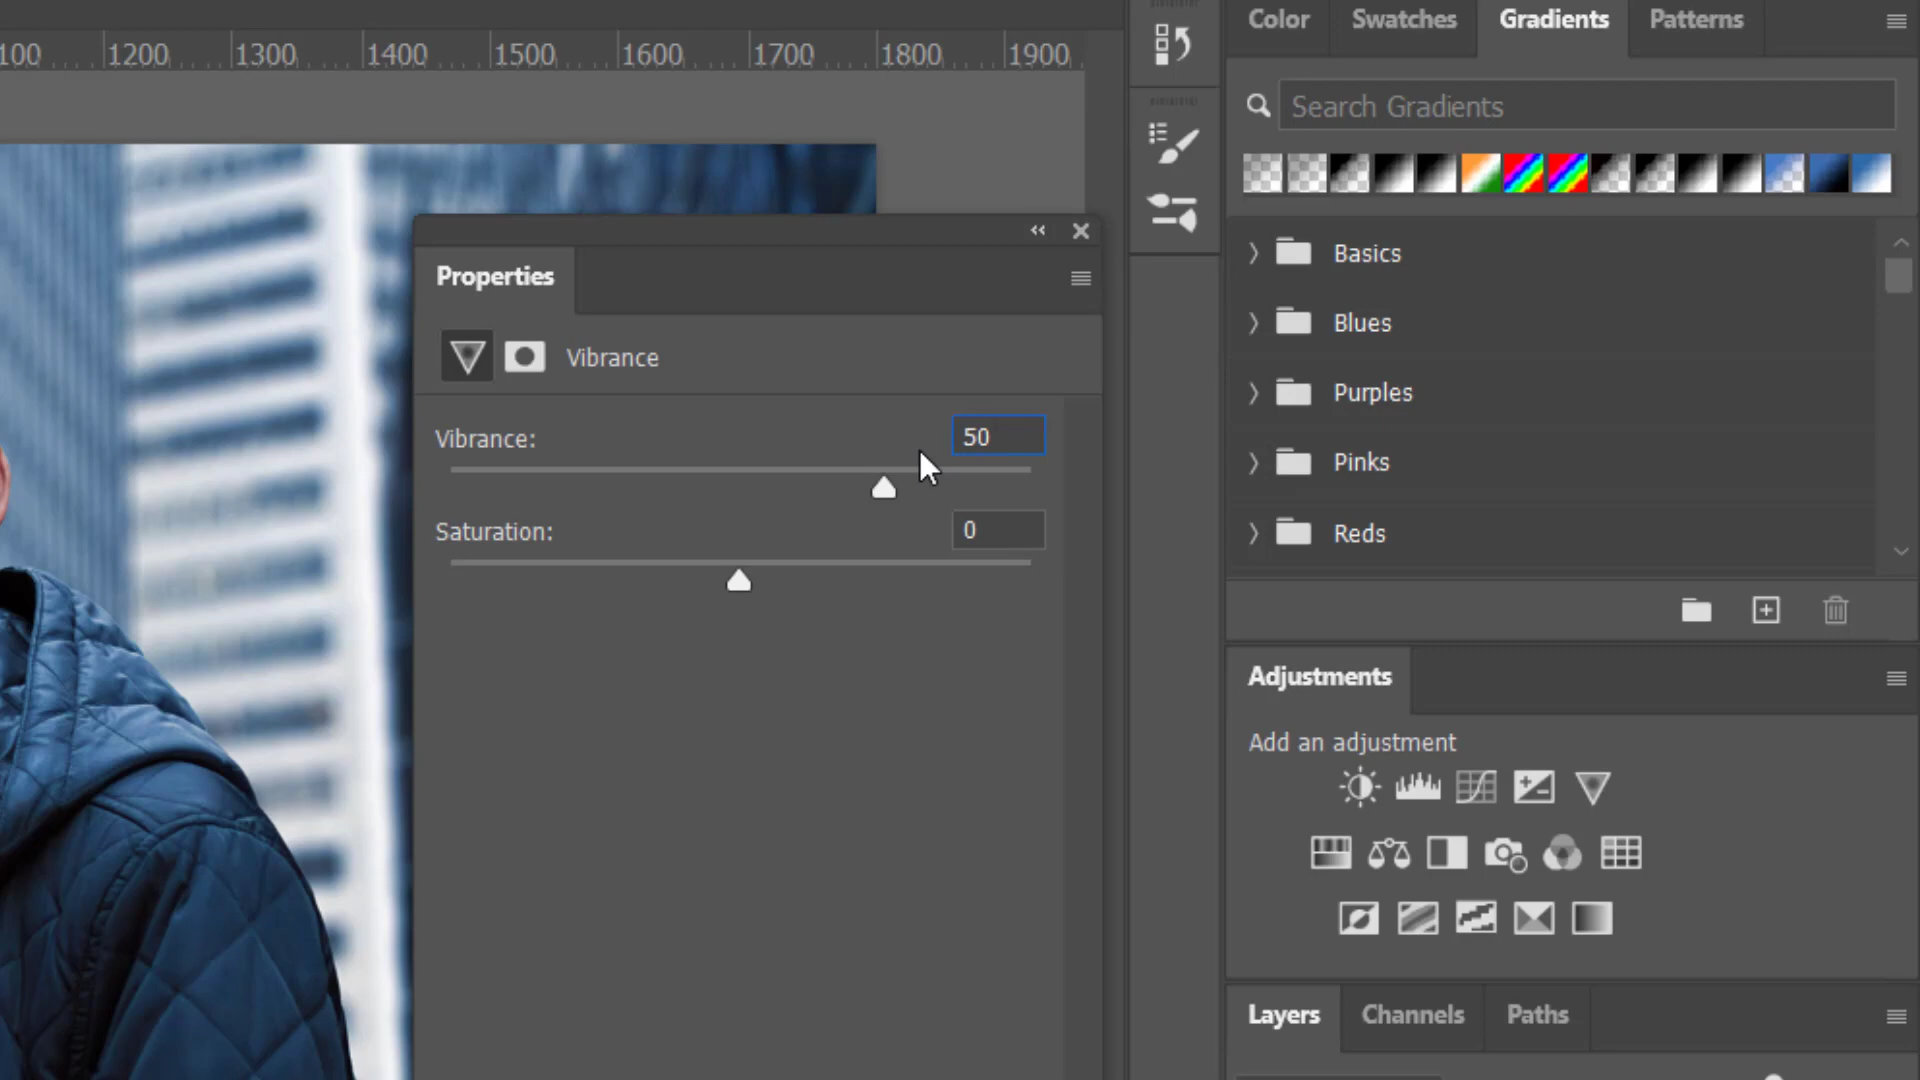 100 1200 1300 1400 1500 1600 1700 1800 1900
Color Swatches Gradients Patterns
Search Gradients
Basics
Blues
Purples
Pinks
Reds
Properties
Vibrance
Vibrance: 50
Saturation: 0
Adjustments
Add an adjustment
Layers Channels Paths